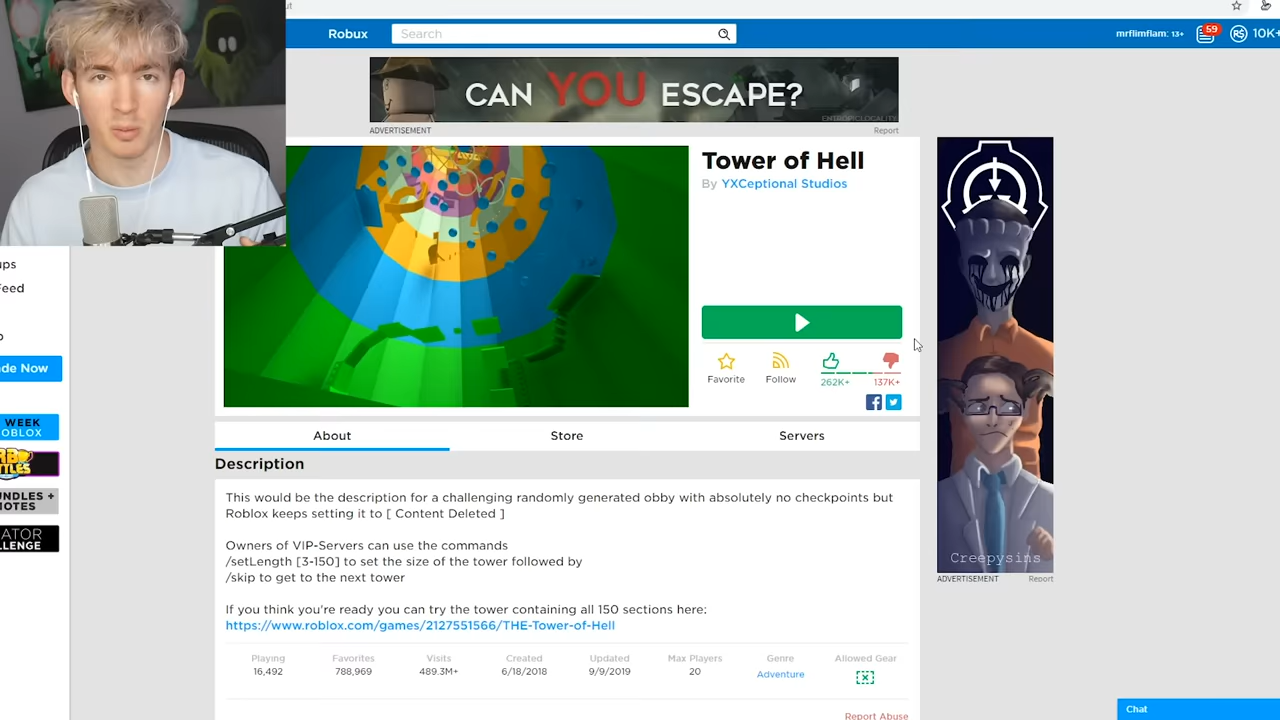 ut
Robux
Search
mrflimflam: 13+
59
10K+
CAN YOU ESCAPE?
ENTROPICLOCALITY
ADVERTISEMENT
Report
Tower of Hell
By YXCeptional Studios
ups
Feed
ade Now
WEEK
OBLOX
TLES
UNDLES +
MOTES
ATOR
LLENGE
Favorite
Follow
262K+
137K+
About
Store
Servers
Description
This would be the description for a challenging randomly generated obby with absolutely no checkpoints but
Roblox keeps setting it to [ Content Deleted ]
Owners of VIP-Servers can use the commands
/setLength [3-150] to set the size of the tower followed by
/skip to get to the next tower
If you think you're ready you can try the tower containing all 150 sections here:
https://www.roblox.com/games/2127551566/THE-Tower-of-Hell
Playing
Favorites
Visits
Created
Updated
Max Players
Genre
Allowed Gear
16,492
788,969
489.3M+
6/18/2018
9/9/2019
20
Adventure
Report Abuse
Creepysins
ADVERTISEMENT
Report
Chat